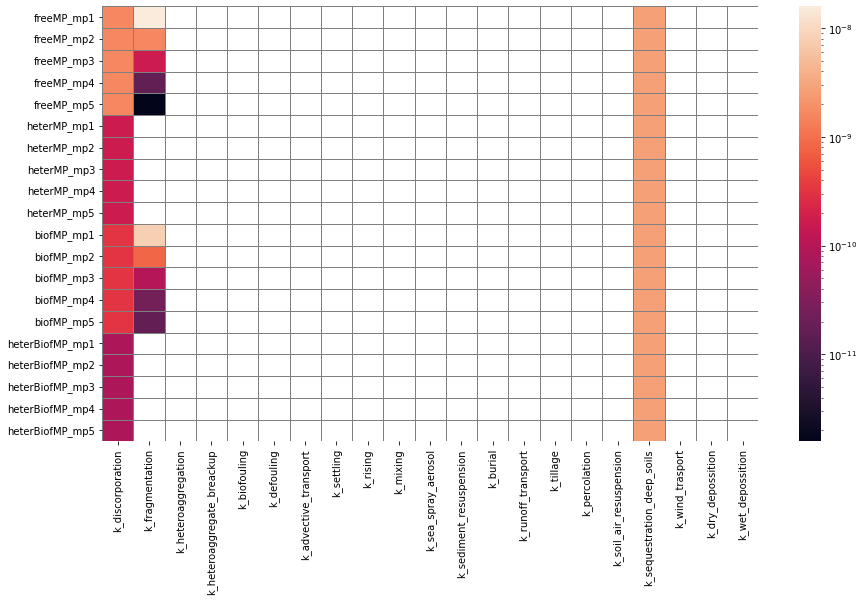 freeMP_mp1
freeMP_mp2
freeMP_mp3
freeMP_mp4
freeMP_mp5
heterMP_mp1
heterMP_mp2
heterMP_mp3
heterMP_mp4
heterMP_mp5
biofMP_mp1
biofMP_mp2
biofMP_mp3
biofMP_mp4
biofMP_mp5
heterBiofMP_mp1
heterBiofMP_mp2
heterBiofMP_mp3
heterBiofMP_mp4
heterBiofMP_mp5
k_discorporation
k_fragmentation
k_heteroaggregation
k_heteroaggregate_breackup
k_biofouling
k_defouling
k_advective_transport
k_settling
k_rising
k_mixing
k_sea_spray_aerosol
k_sediment_resuspension
k_burial
k_runoff_transport
k_tillage
k_percolation
k_soil_air_resuspension
k_sequestration_deep_soils
k_wind_trasport
k_dry_depossition
k_wet_depossition
10⁻⁸
10⁻⁹
10⁻¹⁰
10⁻¹¹